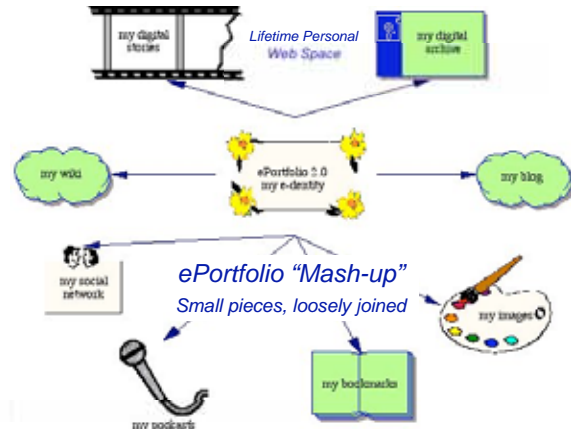 my digital
stories
Lifetime Personal
Web Space
my digital
archive
my wiki
ePortfolio 2.0
my e-dentity
my blog
my social
network
ePortfolio “Mash-up”
Small pieces, loosely joined
my images
my bookmarks
my podcasts